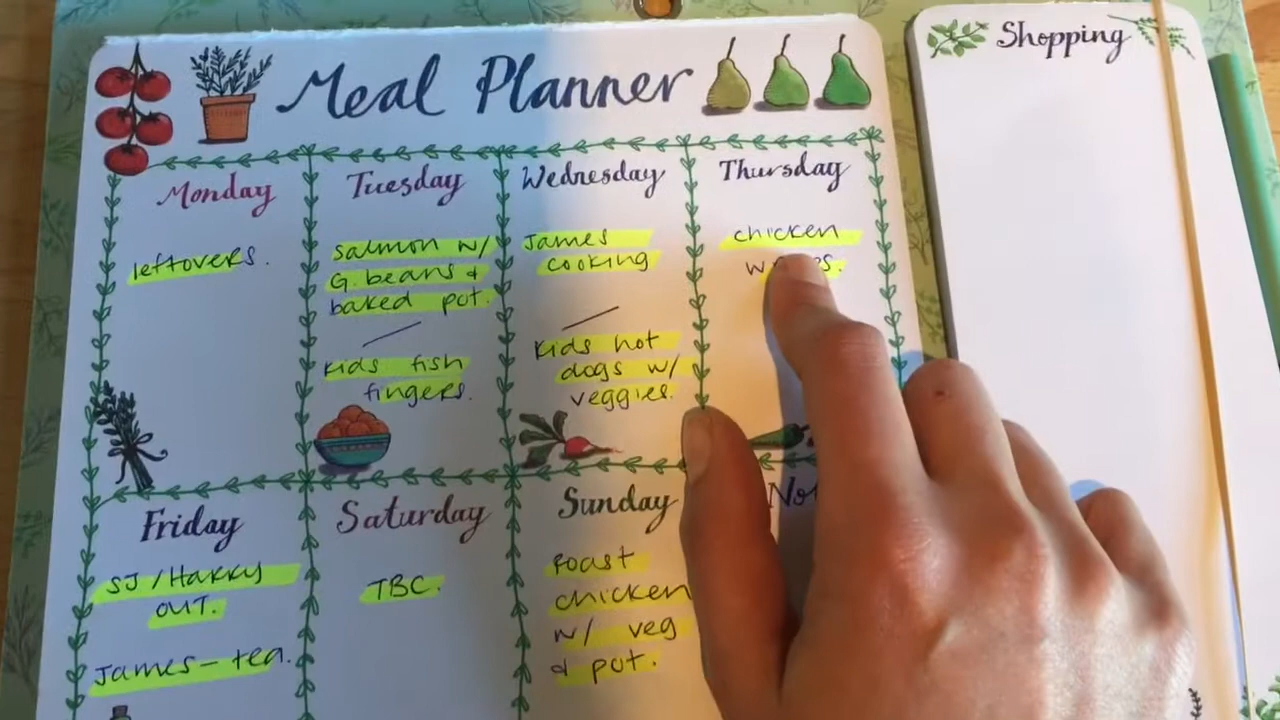 Meal Planner
Shopping
Monday
leftovers.
Tuesday
salmon w/
G. beans &
baked pot.
kids fish
fingers.
Wednesday
James
cooking
kids hot
dogs w/
veggies.
Thursday
chicken
Friday
SJ/Harry
OUT.
James - tea.
Saturday
TBC.
Sunday
roast
chicken
w/ veg
& pot.